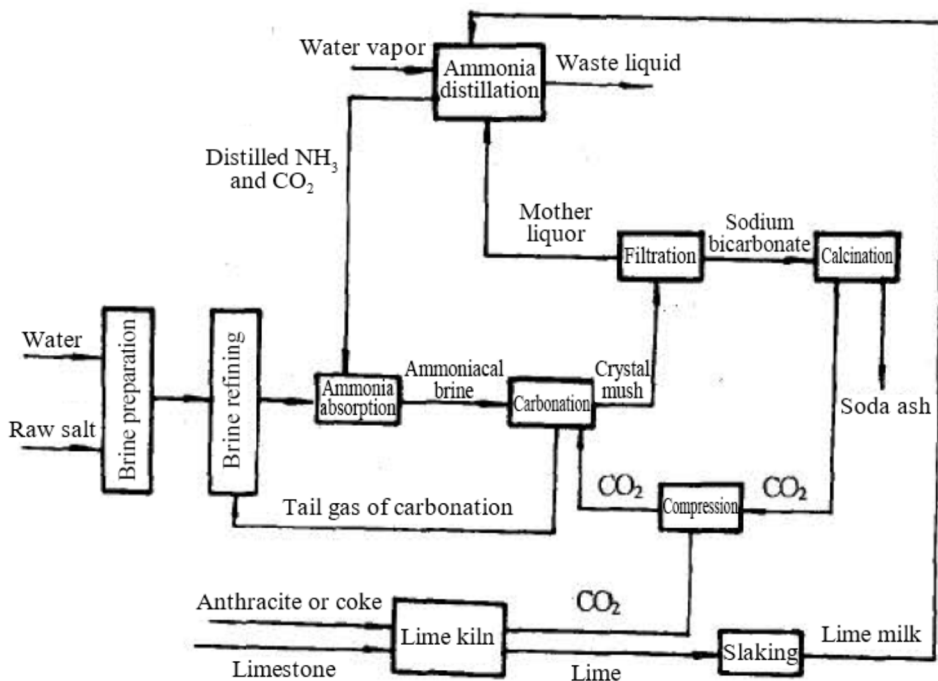 Water vapor
Ammonia
distillation
Waste liquid
Distilled NH₃
and CO₂
Mother
liquor
Filtration
Sodium
bicarbonate
Calcination
Water
Raw salt
Brine preparation
Brine refining
Ammonia
absorption
Ammoniacal
brine
Carbonation
Crystal
mush
Soda ash
Tail gas of carbonation
CO₂
Compression
CO₂
Anthracite or coke
Limestone
Lime kiln
CO₂
Lime
Slaking
Lime milk